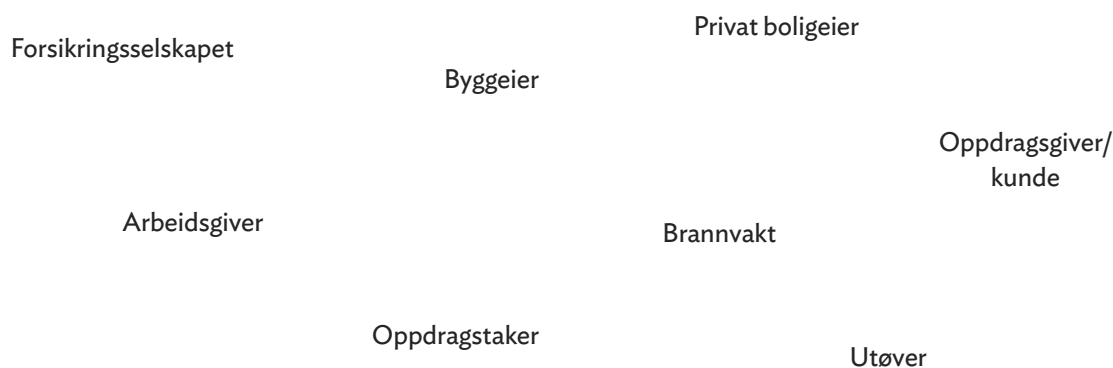 Privat boligeier
Forsikringsselskapet
Byggeier
Oppdragsgiver/
kunde
Arbeidsgiver
Brannvakt
Oppdragstaker
Utøver